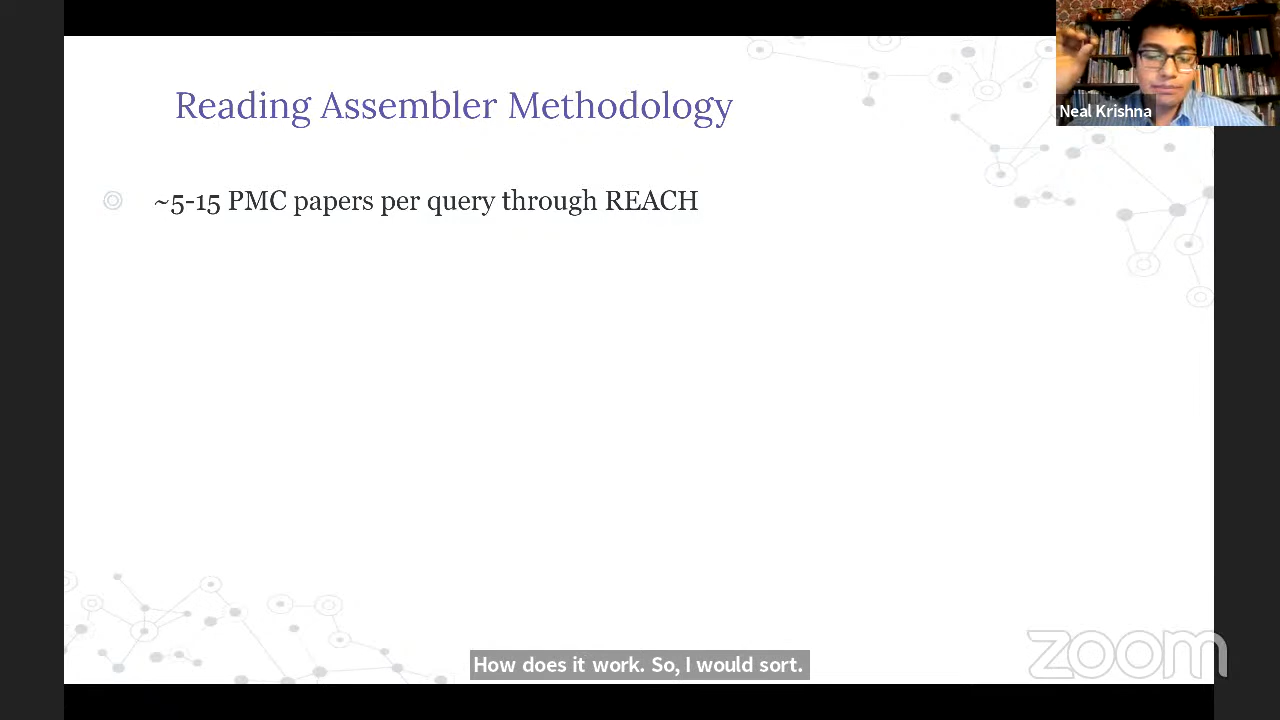 Reading Assembler Methodology
Neal Krishna
~5-15 PMC papers per query through REACH
How does it work. So, I would sort.
zoom